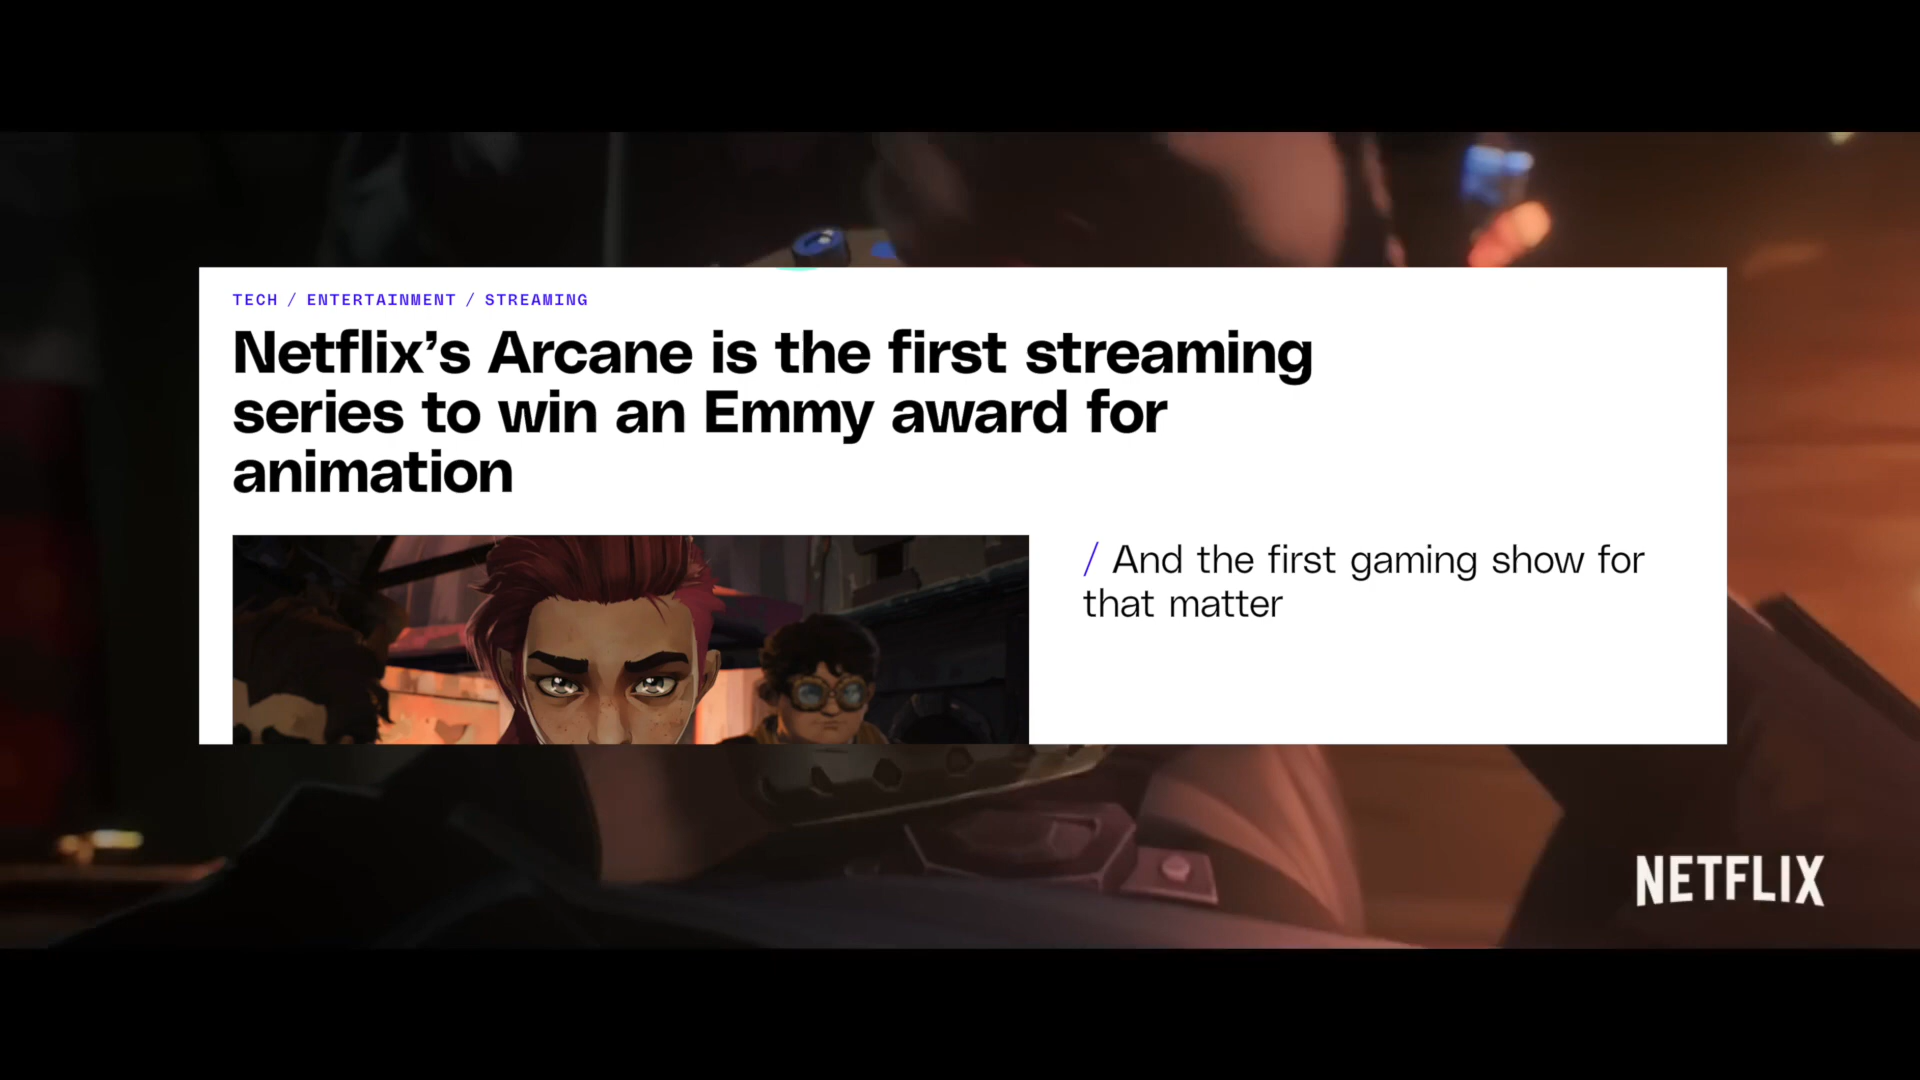 TECH / ENTERTAINMENT / STREAMING
Netflix’s Arcane is the first streaming
series to win an Emmy award for
animation
/ And the first gaming show for
that matter
NETFLIX